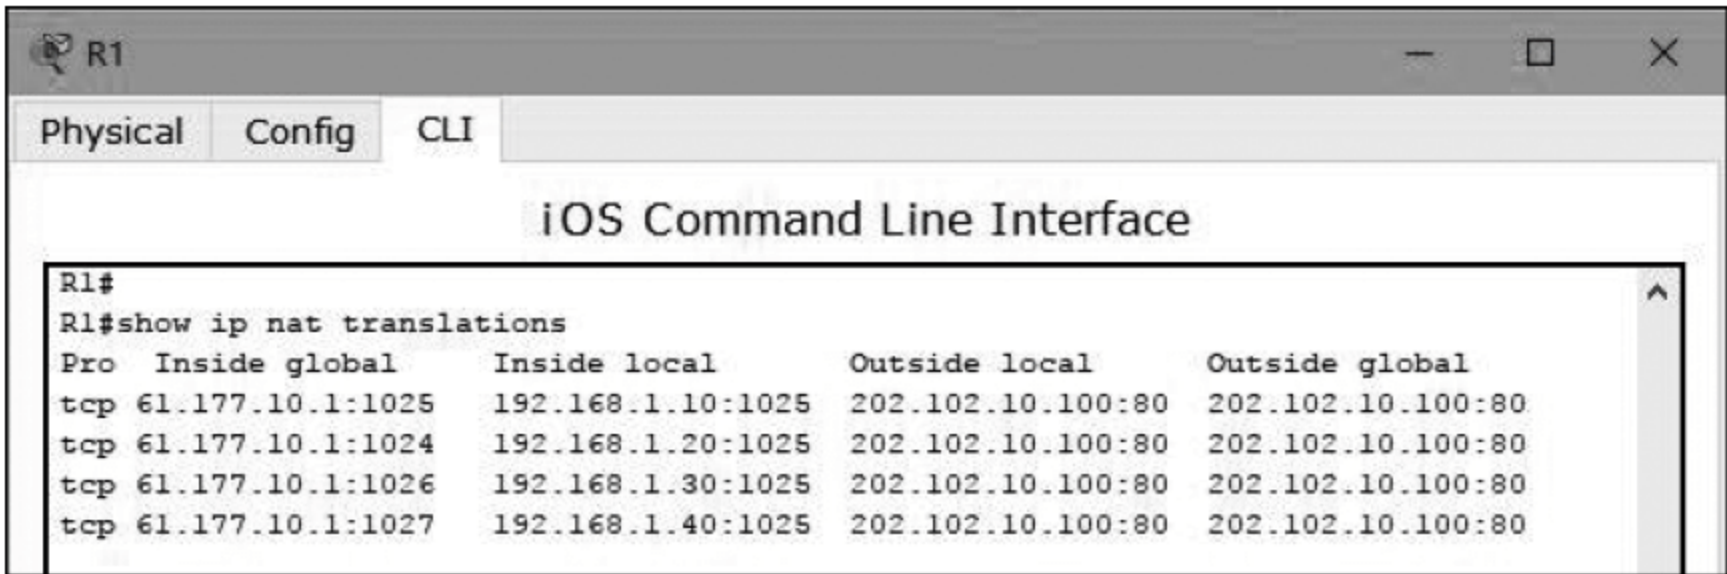 R1
Physical Config CLI
iOS Command Line Interface
R1#
R1#show ip nat translations
Pro Inside global Inside local Outside local Outside global
tcp 61.177.10.1:1025 192.168.1.10:1025 202.102.10.100:80 202.102.10.100:80
tcp 61.177.10.1:1024 192.168.1.20:1025 202.102.10.100:80 202.102.10.100:80
tcp 61.177.10.1:1026 192.168.1.30:1025 202.102.10.100:80 202.102.10.100:80
tcp 61.177.10.1:1027 192.168.1.40:1025 202.102.10.100:80 202.102.10.100:80